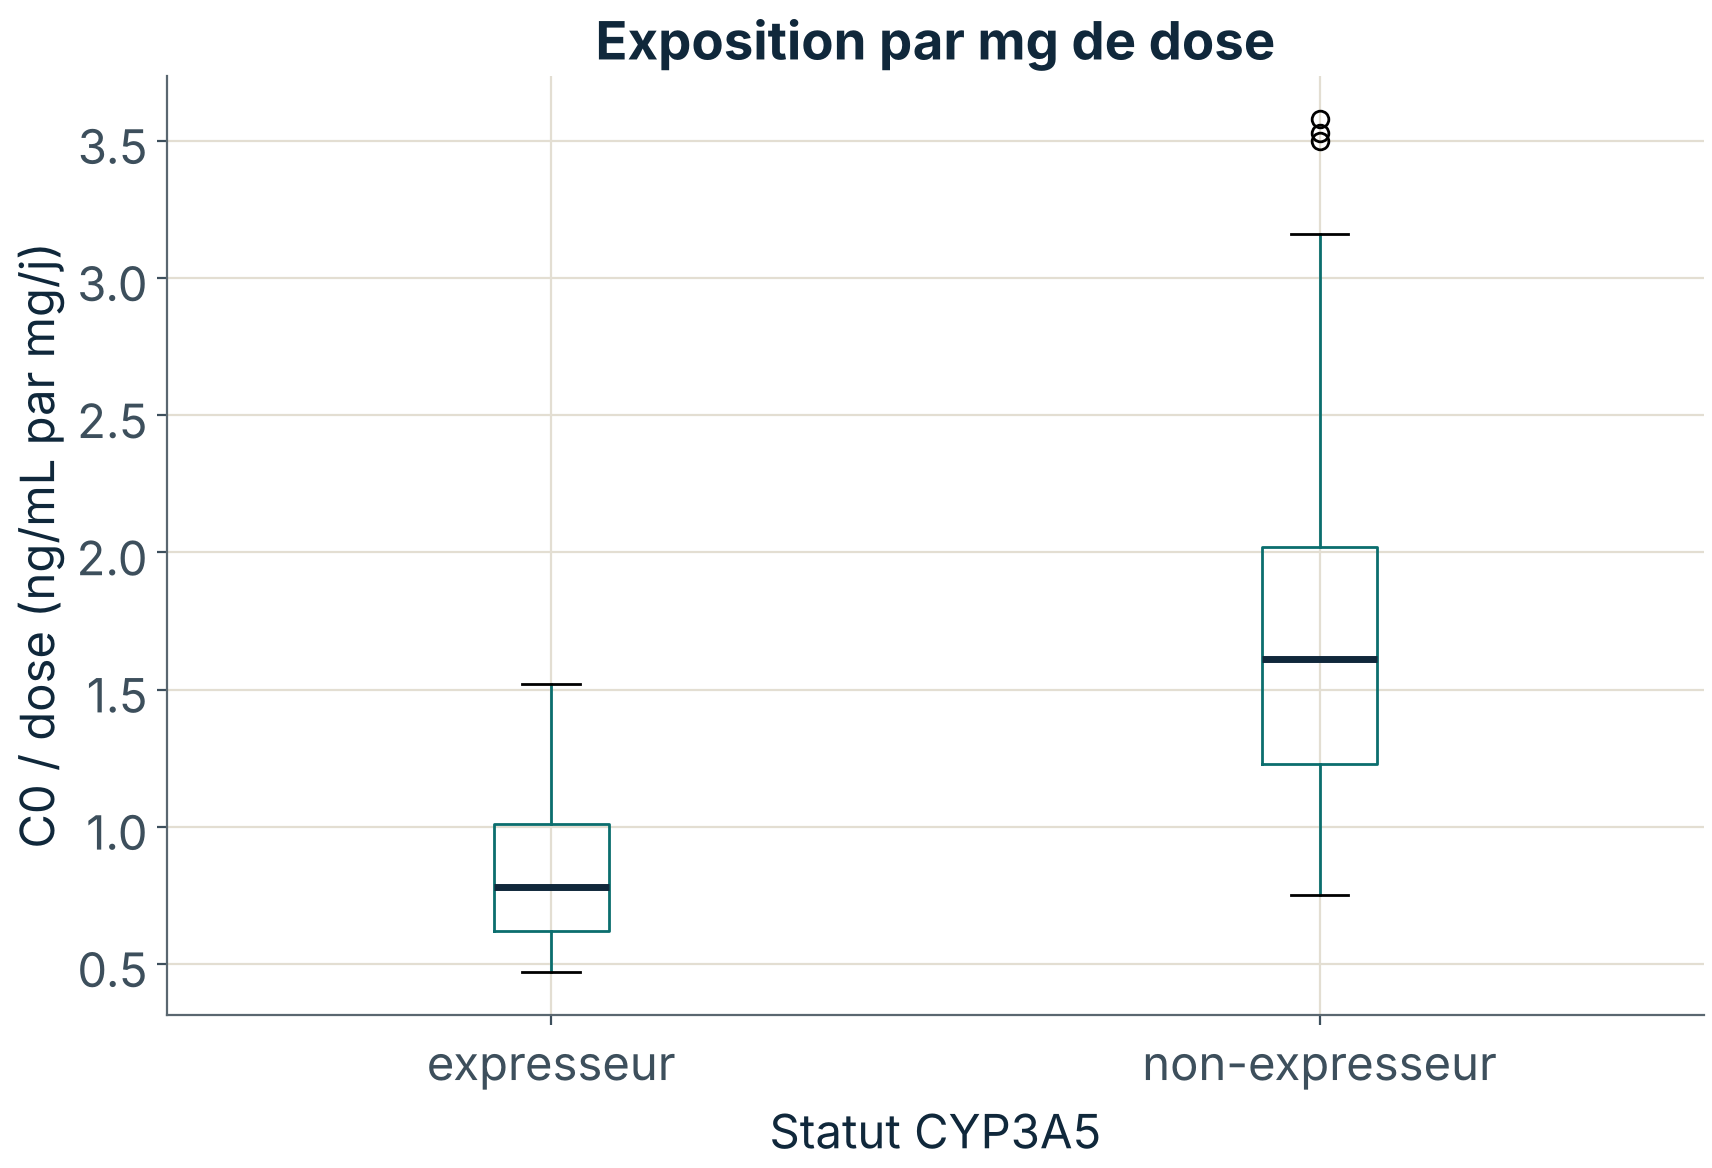 Exposition par mg de dose
C0 / dose (ng/mL par mg/j)
3.5
3.0
2.5
2.0
1.5
1.0
0.5
expresseur
non-expresseur
Statut CYP3A5